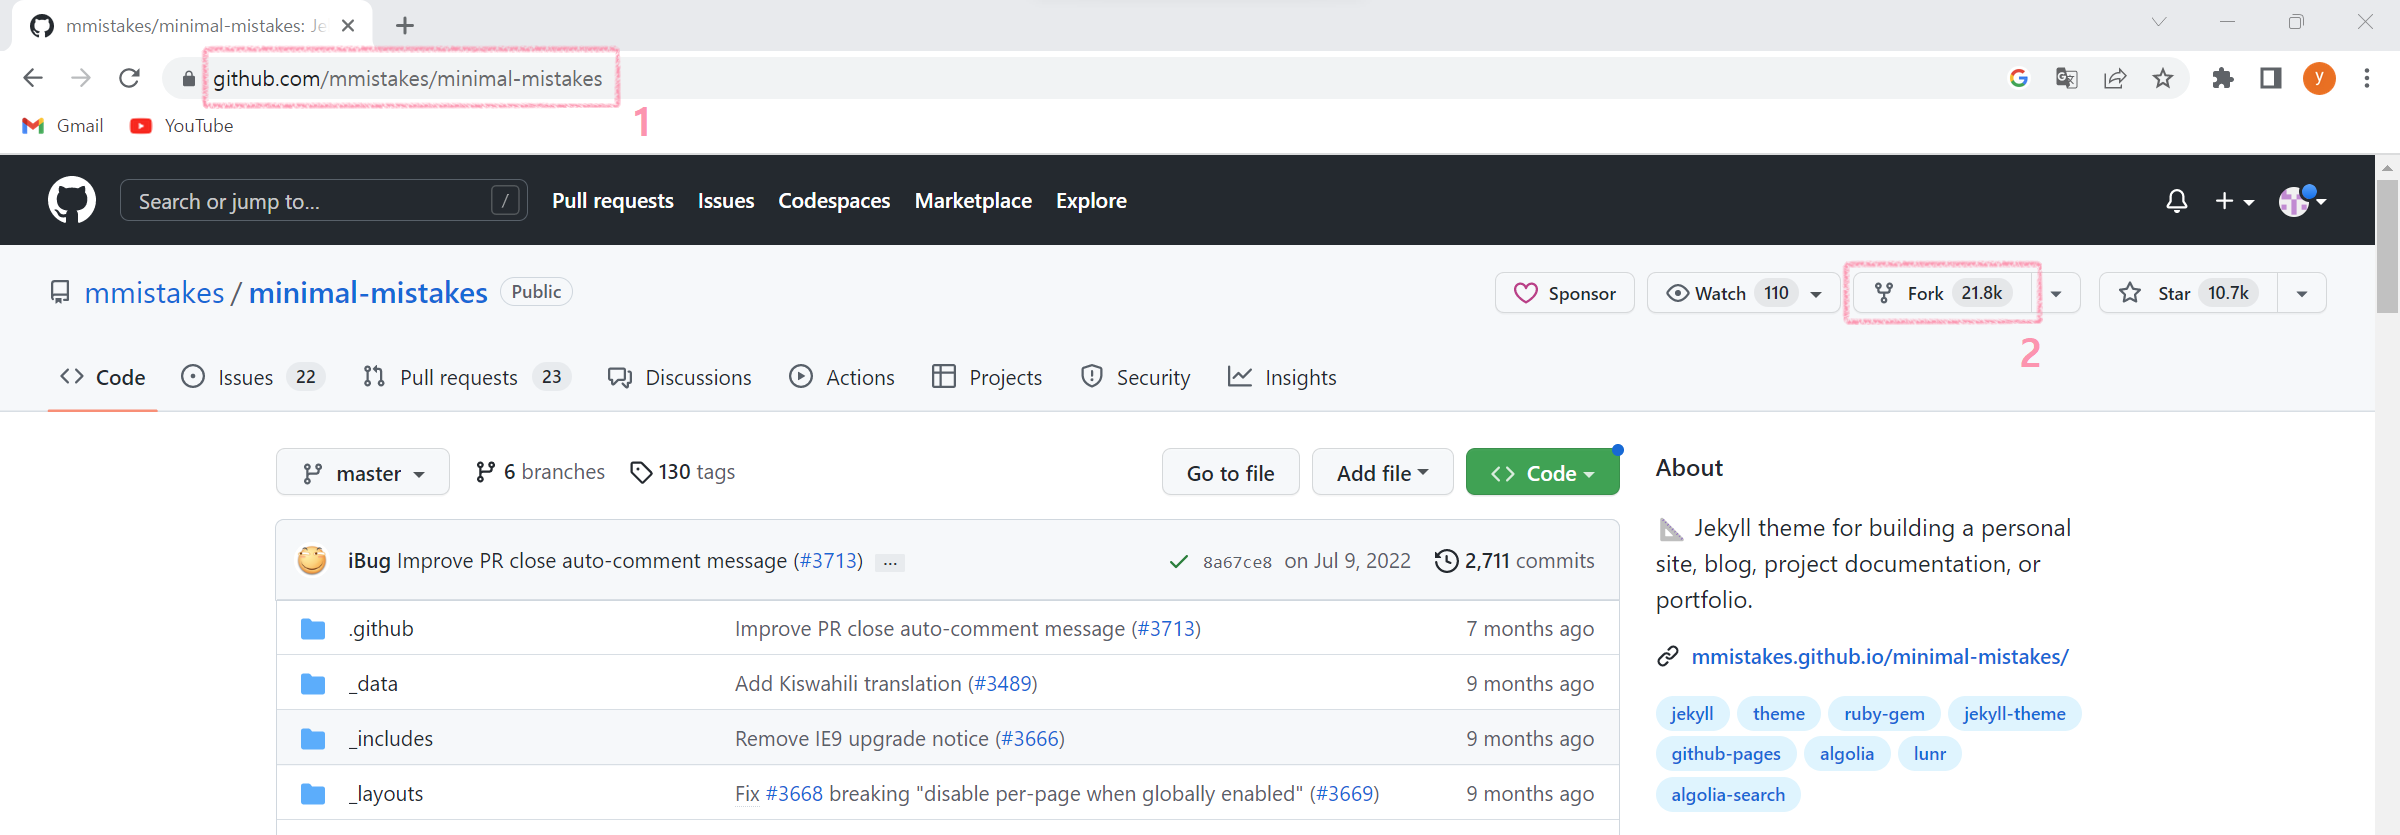 mmistakes/minimal-mistakes: Je
github.com/mmistakes/minimal-mistakes
1
y
Gmail
YouTube
Search or jump to...
/
Pull requests
Issues
Codespaces
Marketplace
Explore
mmistakes / minimal-mistakes
Public
Sponsor
Watch 110
Fork 21.8k
Star 10.7k
2
Code
Issues 22
Pull requests 23
Discussions
Actions
Projects
Security
Insights
master
6 branches
130 tags
Go to file
Add file
Code
iBug Improve PR close auto-comment message (#3713) ...
8a67ce8 on Jul 9, 2022
2,711 commits
.github Improve PR close auto-comment message (#3713) 7 months ago
_data Add Kiswahili translation (#3489) 9 months ago
_includes Remove IE9 upgrade notice (#3666) 9 months ago
_layouts Fix #3668 breaking "disable per-page when globally enabled" (#3669) 9 months ago
About
Jekyll theme for building a personal
site, blog, project documentation, or
portfolio.
mmistakes.github.io/minimal-mistakes/
jekyll theme ruby-gem jekyll-theme
github-pages algolia lunr
algolia-search